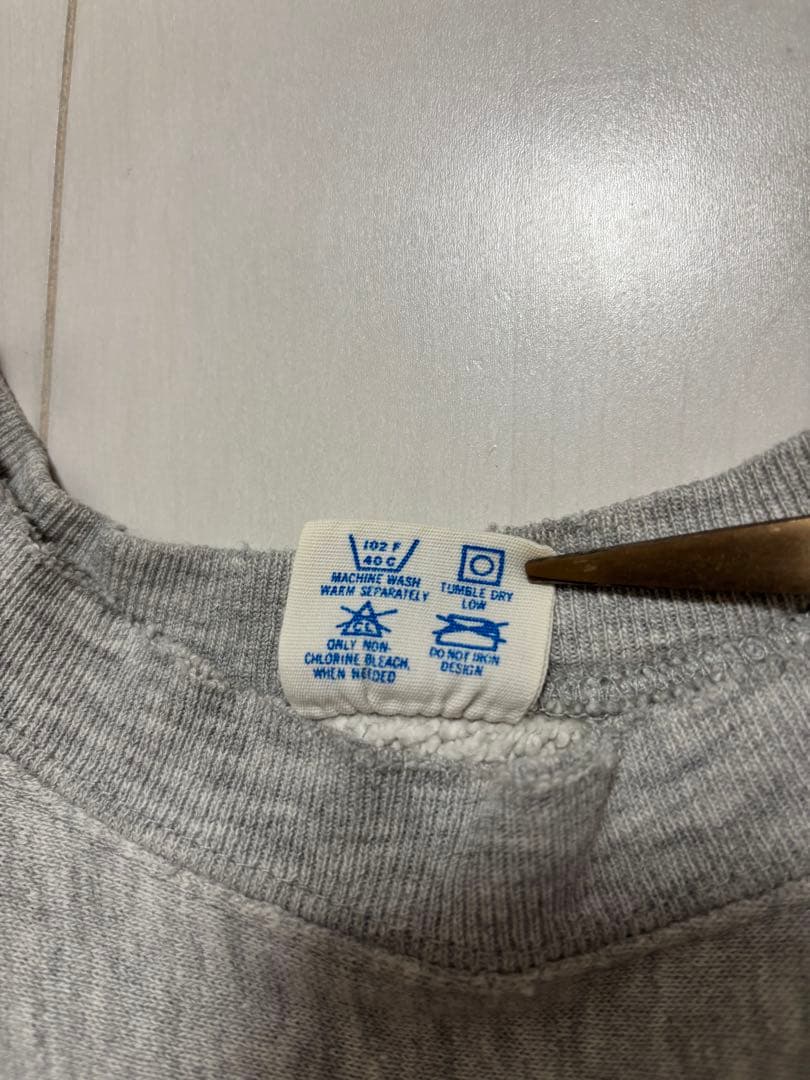 102 F
40 C
MACHINE WASH
WARM SEPARATELY
TUMBLE DRY
LOW
CL
ONLY NON-
CHLORINE BLEACH,
WHEN NEEDED
DO NOT IRON
DESIGN